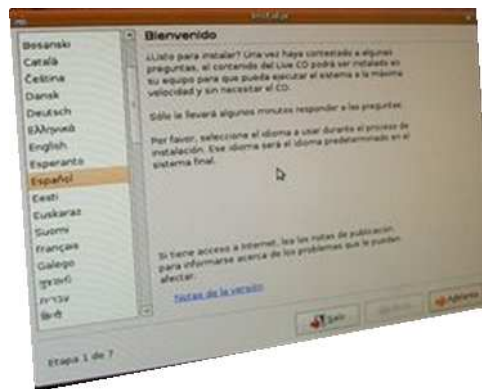 Instalar
Bosanski
Català
Čeština
Dansk
Deutsch
Ελληνικά
English
Esperanto
Español
Eesti
Euskaraz
Suomi
Français
Galego
ગુજરાતી
עברית
हिन्दी
Bienvenido
¿Listo para instalar? Una vez haya contestado a algunas
preguntas, el contenido del Live CD podrá ser instalado en
su equipo para que pueda ejecutar el sistema a la máxima
velocidad y sin necesitar el CD.
Sólo le llevará algunos minutos responder a las preguntas.
Por favor, seleccione el idioma a usar durante el proceso de
instalación. Ese idioma será el idioma predeterminado en el
sistema final.
Si tiene acceso a Internet, lea las notas de publicación
para informarse acerca de los problemas que le puedan
afectar.
Notas de la versión
Etapa 1 de 7
Salir
Adelante